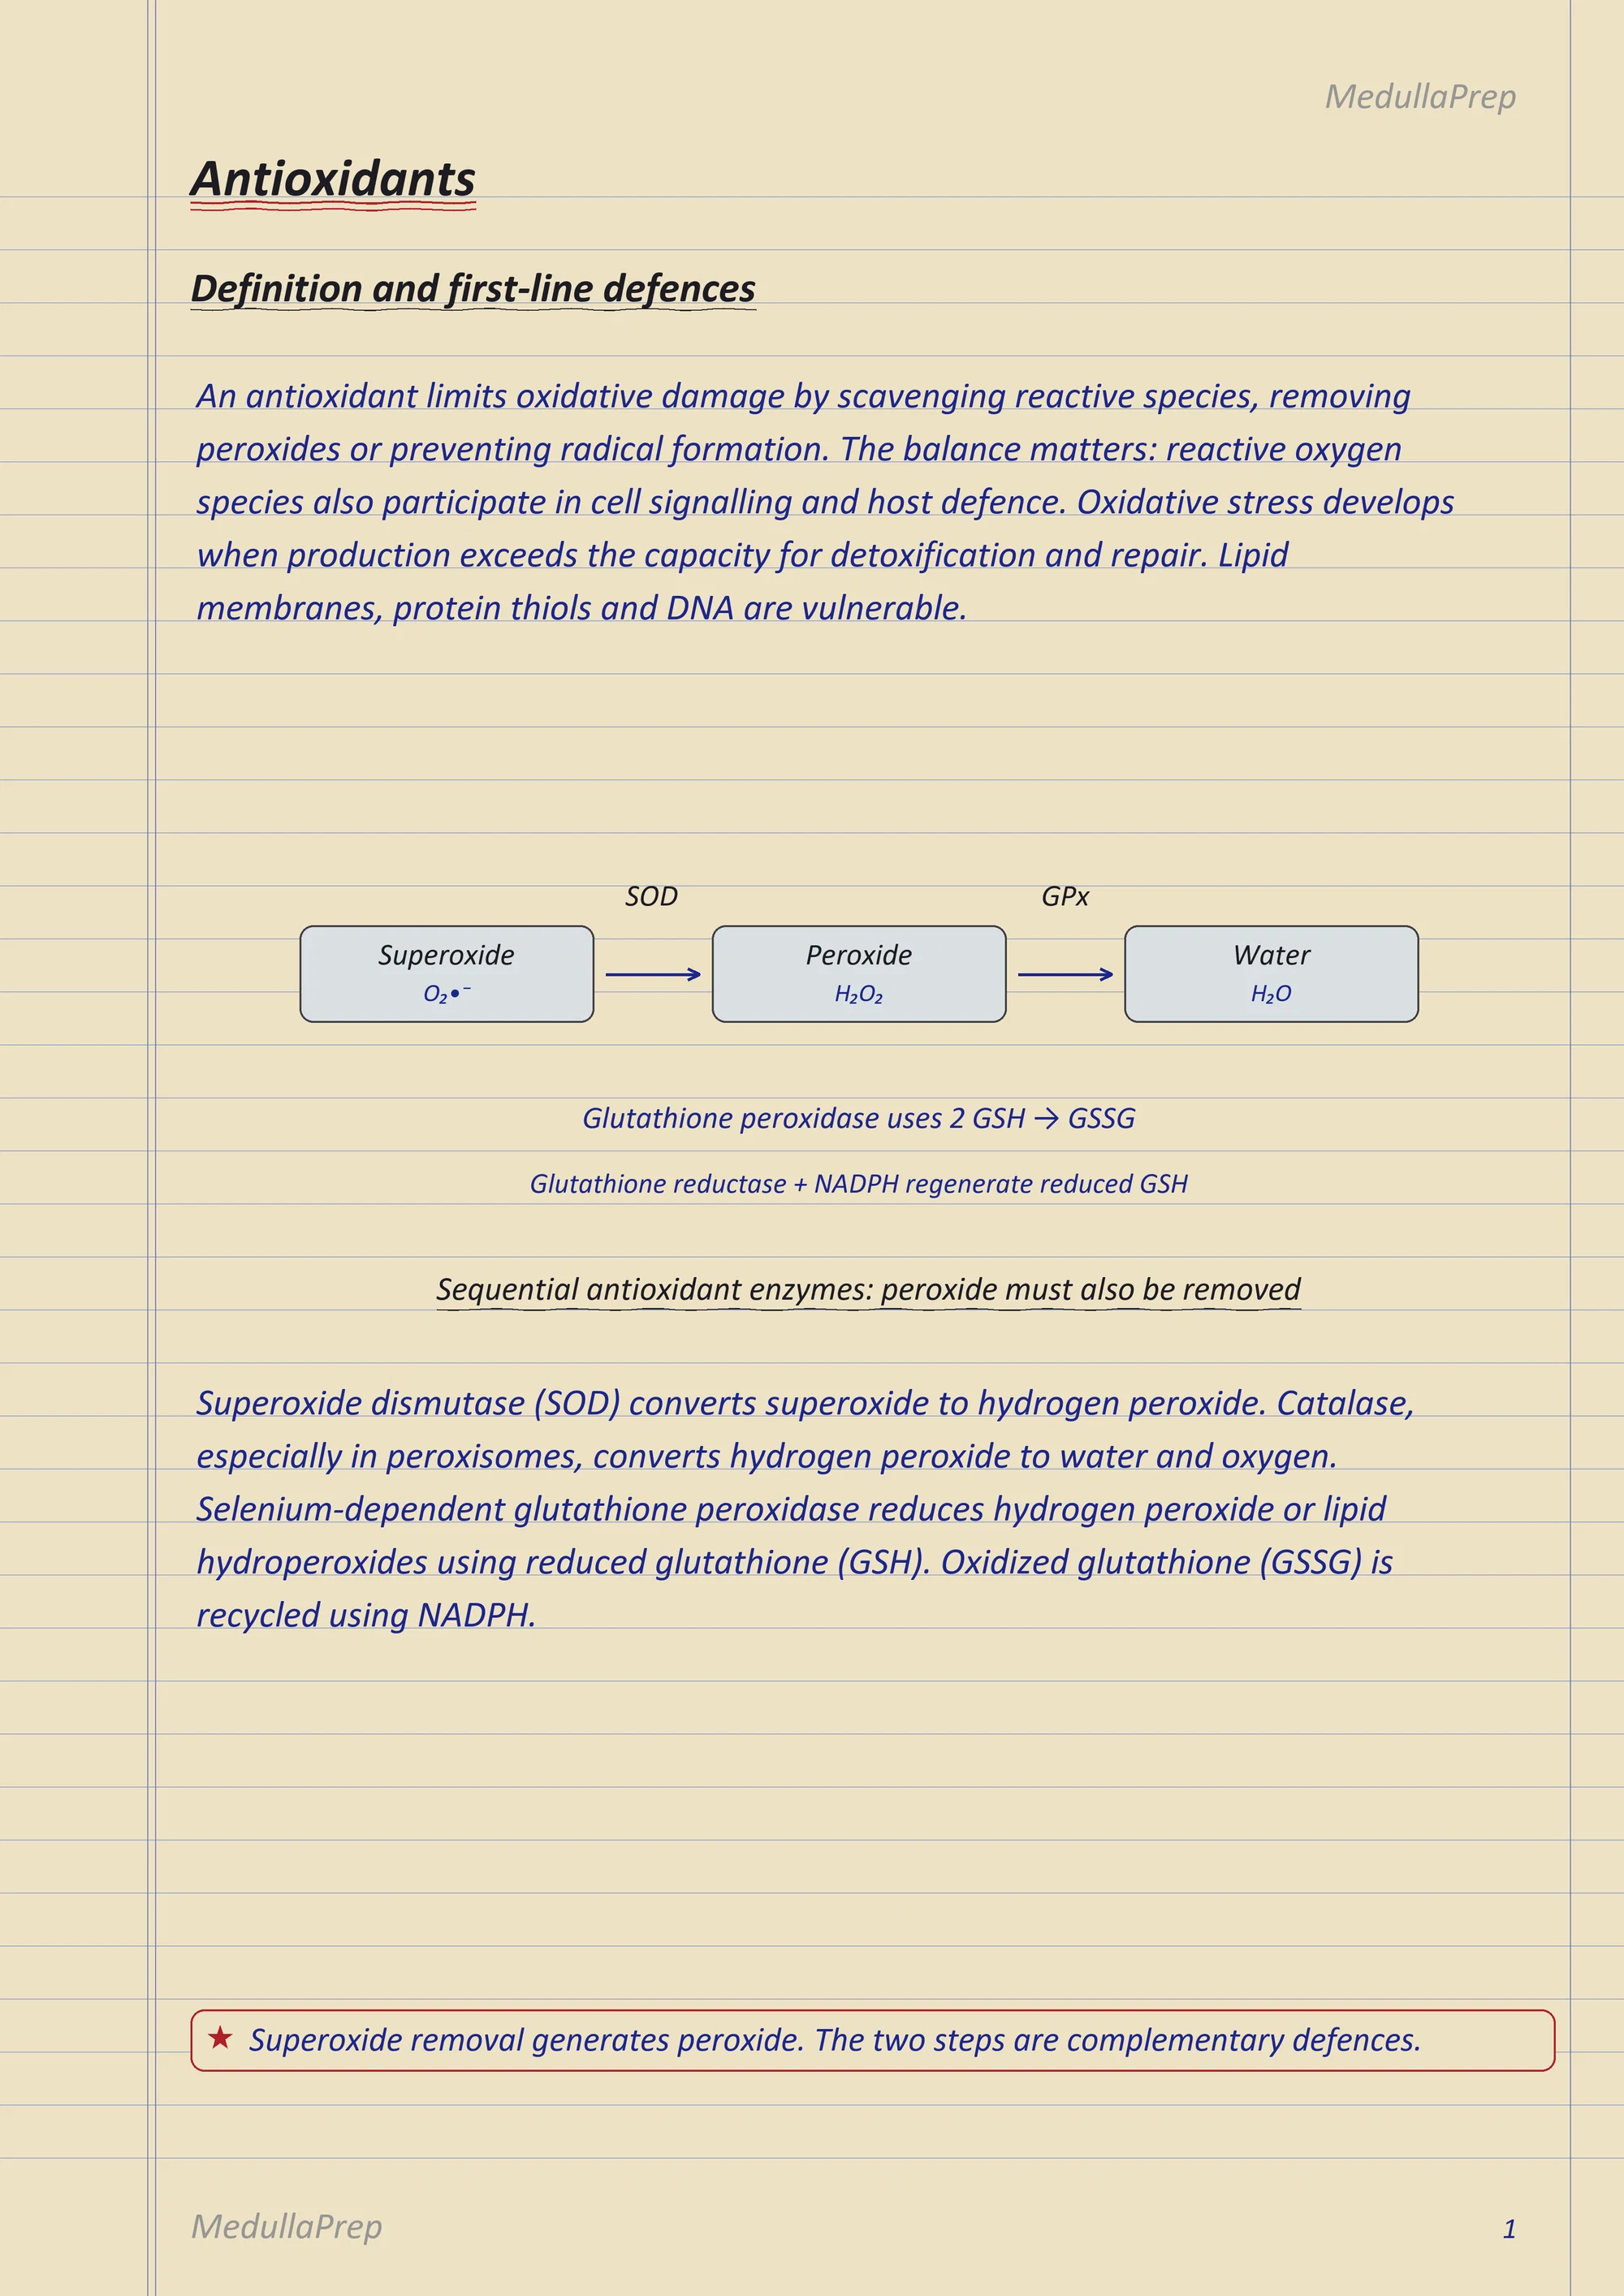 MedullaPrep
Antioxidants
Definition and first-line defences
An antioxidant limits oxidative damage by scavenging reactive species, removing
peroxides or preventing radical formation. The balance matters: reactive oxygen
species also participate in cell signalling and host defence. Oxidative stress develops
when production exceeds the capacity for detoxification and repair. Lipid
membranes, protein thiols and DNA are vulnerable.
SOD GPx
Superoxide Peroxide Water
O₂•⁻ H₂O₂ H₂O
Glutathione peroxidase uses 2 GSH → GSSG
Glutathione reductase + NADPH regenerate reduced GSH
Sequential antioxidant enzymes: peroxide must also be removed
Superoxide dismutase (SOD) converts superoxide to hydrogen peroxide. Catalase,
especially in peroxisomes, converts hydrogen peroxide to water and oxygen.
Selenium-dependent glutathione peroxidase reduces hydrogen peroxide or lipid
hydroperoxides using reduced glutathione (GSH). Oxidized glutathione (GSSG) is
recycled using NADPH.
★ Superoxide removal generates peroxide. The two steps are complementary defences.
MedullaPrep 1